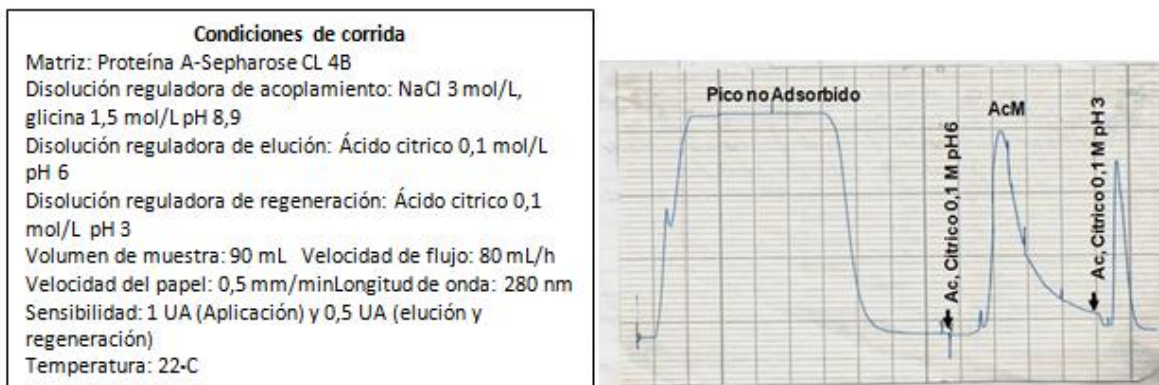 Condiciones de corrida
Matriz: Proteína A-Sepharose CL 4B
Disolución reguladora de acoplamiento: NaCl 3 mol/L,
glicina 1,5 mol/L pH 8,9
Disolución reguladora de elución: Ácido citrico 0,1 mol/L
pH 6
Disolución reguladora de regeneración: Ácido citrico 0,1
mol/L pH 3
Volumen de muestra: 90 mL Velocidad de flujo: 80 mL/h
Velocidad del papel: 0,5 mm/minLongitud de onda: 280 nm
Sensibilidad: 1 UA (Aplicación) y 0,5 UA (elución y
regeneración)
Temperatura: 22•C
Pico no Adsorbido
Ac, Citrico 0,1 M pH6
AcM
Ac, Citrico 0,1 M pH 3